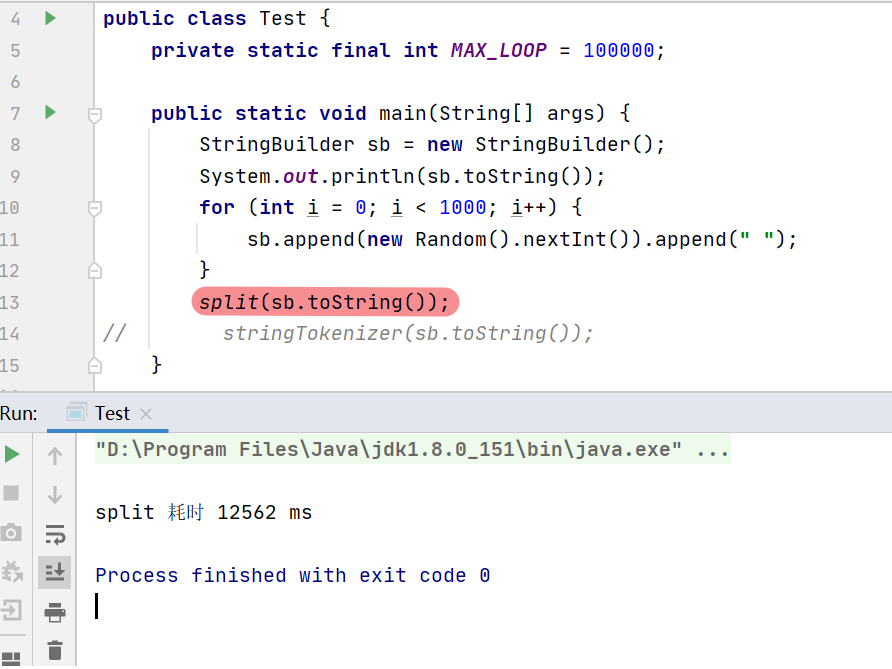 4 public class Test {
5 private static final int MAX_LOOP = 100000;
6
7 public static void main(String[] args) {
8 StringBuilder sb = new StringBuilder();
9 System.out.println(sb.toString());
10 for (int i = 0; i < 1000; i++) {
11 sb.append(new Random().nextInt()).append(" ");
12 }
13 split(sb.toString());
14 // stringTokenizer(sb.toString());
15 }
Run: Test
"D:\Program Files\Java\jdk1.8.0_151\bin\java.exe" ...
split 耗时 12562 ms
Process finished with exit code 0